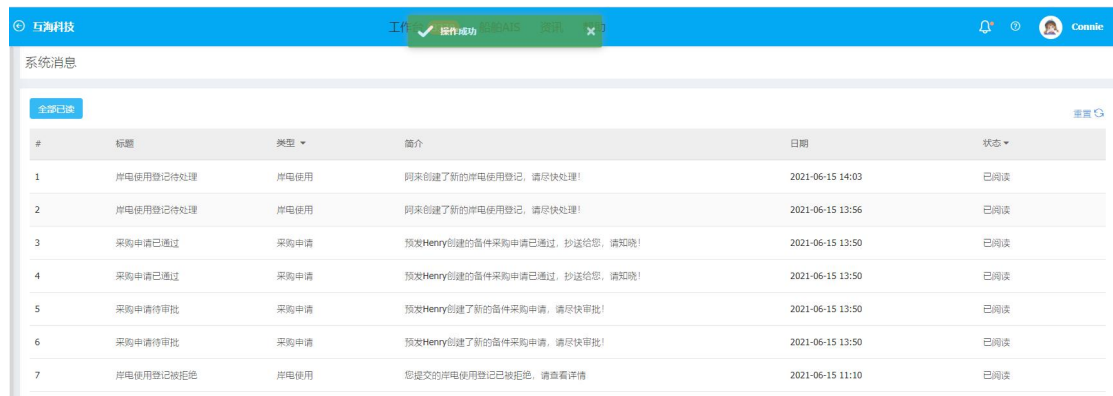 互海科技 工作 操作成功 × 船舶AIS 资讯 Connie
系统消息
全部已读 重置
# 标题 类型 简介 日期 状态
1 岸电使用登记待处理 岸电使用 阿来创建了新的岸电使用登记，请尽快处理！ 2021-06-15 14:03 已阅读
2 岸电使用登记待处理 岸电使用 阿来创建了新的岸电使用登记，请尽快处理！ 2021-06-15 13:56 已阅读
3 采购申请已通过 采购申请 预发Henry创建的备件采购申请已通过，抄送给您，请知晓！ 2021-06-15 13:50 已阅读
4 采购申请已通过 采购申请 预发Henry创建的备件采购申请已通过，抄送给您，请知晓！ 2021-06-15 13:50 已阅读
5 采购申请待审批 采购申请 预发Henry创建了新的备件采购申请，请尽快审批！ 2021-06-15 13:50 已阅读
6 采购申请待审批 采购申请 预发Henry创建了新的备件采购申请，请尽快审批！ 2021-06-15 13:50 已阅读
7 岸电使用登记被拒绝 岸电使用 您提交的岸电使用登记已被拒绝，请查看详情 2021-06-15 11:10 已阅读